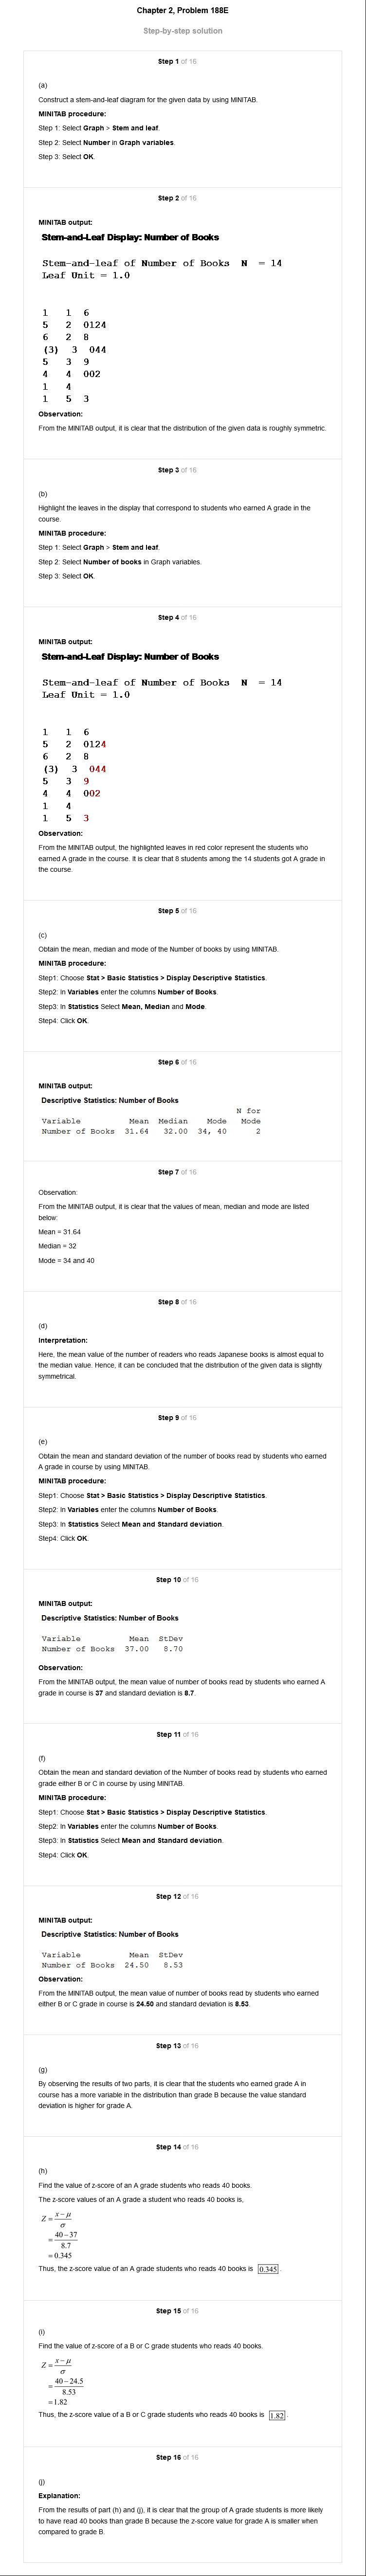 Chapter 2, Problem 188E
Step-by-step solution
Step 1 of 16
(a)
Construct a stem-and-leaf diagram for the given data by using MINITAB.
MINITAB procedure:
Step 1: Select Graph > Stem and leaf.
Step 2: Select Number in Graph variables.
Step 3: Select OK.
Step 2 of 16
MINITAB output:
Stem-and-Leaf Display: Number of Books
Stem-and-leaf of Number of Books N = 14
Leaf Unit = 1.0
1 1 6
5 2 0124
6 2 8
(3) 3 044
5 3 9
4 4 002
1 4
1 5 3
Observation:
From the MINITAB output, it is clear that the distribution of the given data is roughly symmetric.
Step 3 of 16
(b)
Highlight the leaves in the display that correspond to students who earned A grade in the
course.
MINITAB procedure:
Step 1: Select Graph > Stem and leaf.
Step 2: Select Number of books in Graph variables.
Step 3: Select OK.
Step 4 of 16
MINITAB output:
Stem-and-Leaf Display: Number of Books
Stem-and-leaf of Number of Books N = 14
Leaf Unit = 1.0
1 1 6
5 2 0124
6 2 8
(3) 3 044
5 3 9
4 4 002
1 4
1 5 3
Observation:
From the MINITAB output, the highlighted leaves in red color represent the students who
earned A grade in the course. It is clear that 8 students among the 14 students got A grade in
the course.
Step 5 of 16
(c)
Obtain the mean, median and mode of the Number of books by using MINITAB.
MINITAB procedure:
Step1: Choose Stat > Basic Statistics > Display Descriptive Statistics.
Step2: In Variables enter the columns Number of Books.
Step3: In Statistics Select Mean, Median and Mode.
Step4: Click OK.
Step 6 of 16
MINITAB output:
Descriptive Statistics: Number of Books
N for
Variable Mean Median Mode Mode
Number of Books 31.64 32.00 34, 40 2
Step 7 of 16
Observation:
From the MINITAB output, it is clear that the values of mean, median and mode are listed
below:
Mean = 31.64
Median = 32
Mode = 34 and 40
Step 8 of 16
(d)
Interpretation:
Here, the mean value of the number of readers who reads Japanese books is almost equal to
the median value. Hence, it can be concluded that the distribution of the given data is slightly
symmetrical.
Step 9 of 16
(e)
Obtain the mean and standard deviation of the number of books read by students who earned
A grade in course by using MINITAB.
MINITAB procedure:
Step1: Choose Stat > Basic Statistics > Display Descriptive Statistics.
Step2: In Variables enter the columns Number of Books.
Step3: In Statistics Select Mean and Standard deviation.
Step4: Click OK.
Step 10 of 16
MINITAB output:
Descriptive Statistics: Number of Books
Variable Mean StDev
Number of Books 37.00 8.70
Observation:
From the MINITAB output, the mean value of number of books read by students who earned A
grade in course is 37 and standard deviation is 8.7.
Step 11 of 16
(f)
Obtain the mean and standard deviation of the Number of books read by students who earned
grade either B or C in course by using MINITAB.
MINITAB procedure:
Step1: Choose Stat > Basic Statistics > Display Descriptive Statistics.
Step2: In Variables enter the columns Number of Books.
Step3: In Statistics Select Mean and Standard deviation.
Step4: Click OK.
Step 12 of 16
MINITAB output:
Descriptive Statistics: Number of Books
Variable Mean StDev
Number of Books 24.50 8.53
Observation:
From the MINITAB output, the mean value of number of books read by students who earned
either B or C grade in course is 24.50 and standard deviation is 8.53.
Step 13 of 16
(g)
By observing the results of two parts, it is clear that the students who earned grade A in
course has a more variable in the distribution than grade B because the value standard
deviation is higher for grade A.
Step 14 of 16
(h)
Find the value of z-score of an A grade students who reads 40 books.
The z-score values of an A grade a student who reads 40 books is,
Z = x − μ / σ
= 40 − 37 / 8.7
= 0.345
Thus, the z-score value of an A grade students who reads 40 books is 0.345.
Step 15 of 16
(i)
Find the value of z-score of a B or C grade students who reads 40 books.
Z = x − μ / σ
= 40 − 24.5 / 8.53
= 1.82
Thus, the z-score value of a B or C grade students who reads 40 books is 1.82.
Step 16 of 16
(j)
Explanation:
From the results of part (h) and (j), it is clear that the group of A grade students is more likely
to have read 40 books than grade B because the z-score value for grade A is smaller when
compared to grade B.